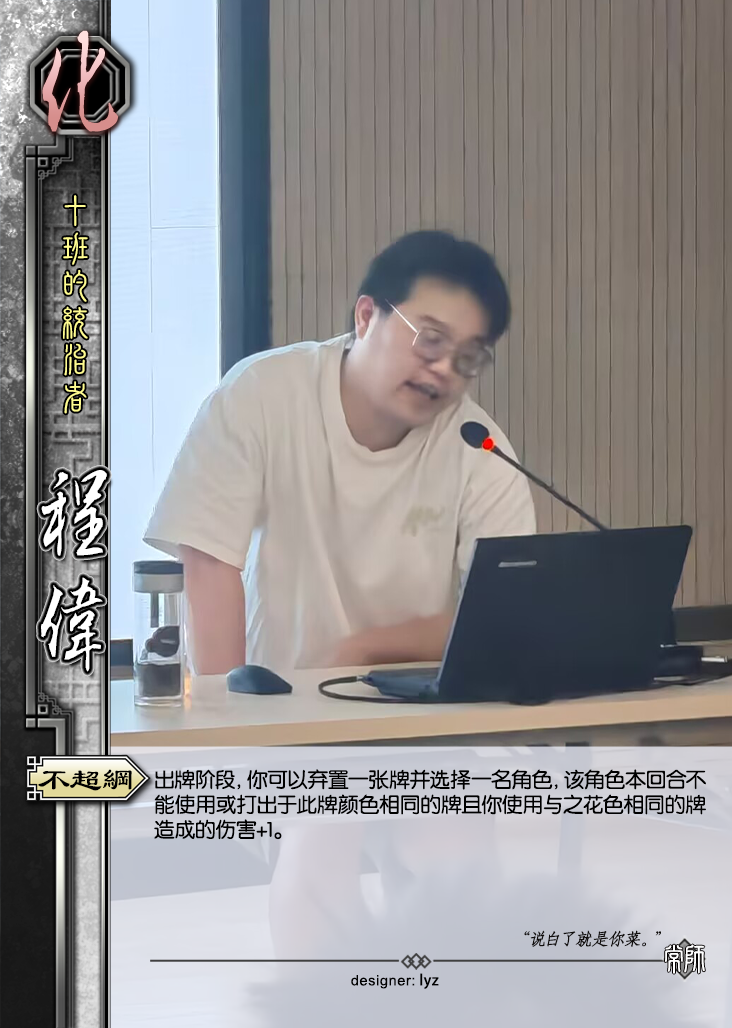 化
十班的統治者
程偉
不超綱
出牌阶段，你可以弃置一张牌并选择一名角色，该角色本回合不
能使用或打出于此牌颜色相同的牌且你使用与之花色相同的牌
造成的伤害+1。
“说白了就是你菜。”
常师
designer: lyz